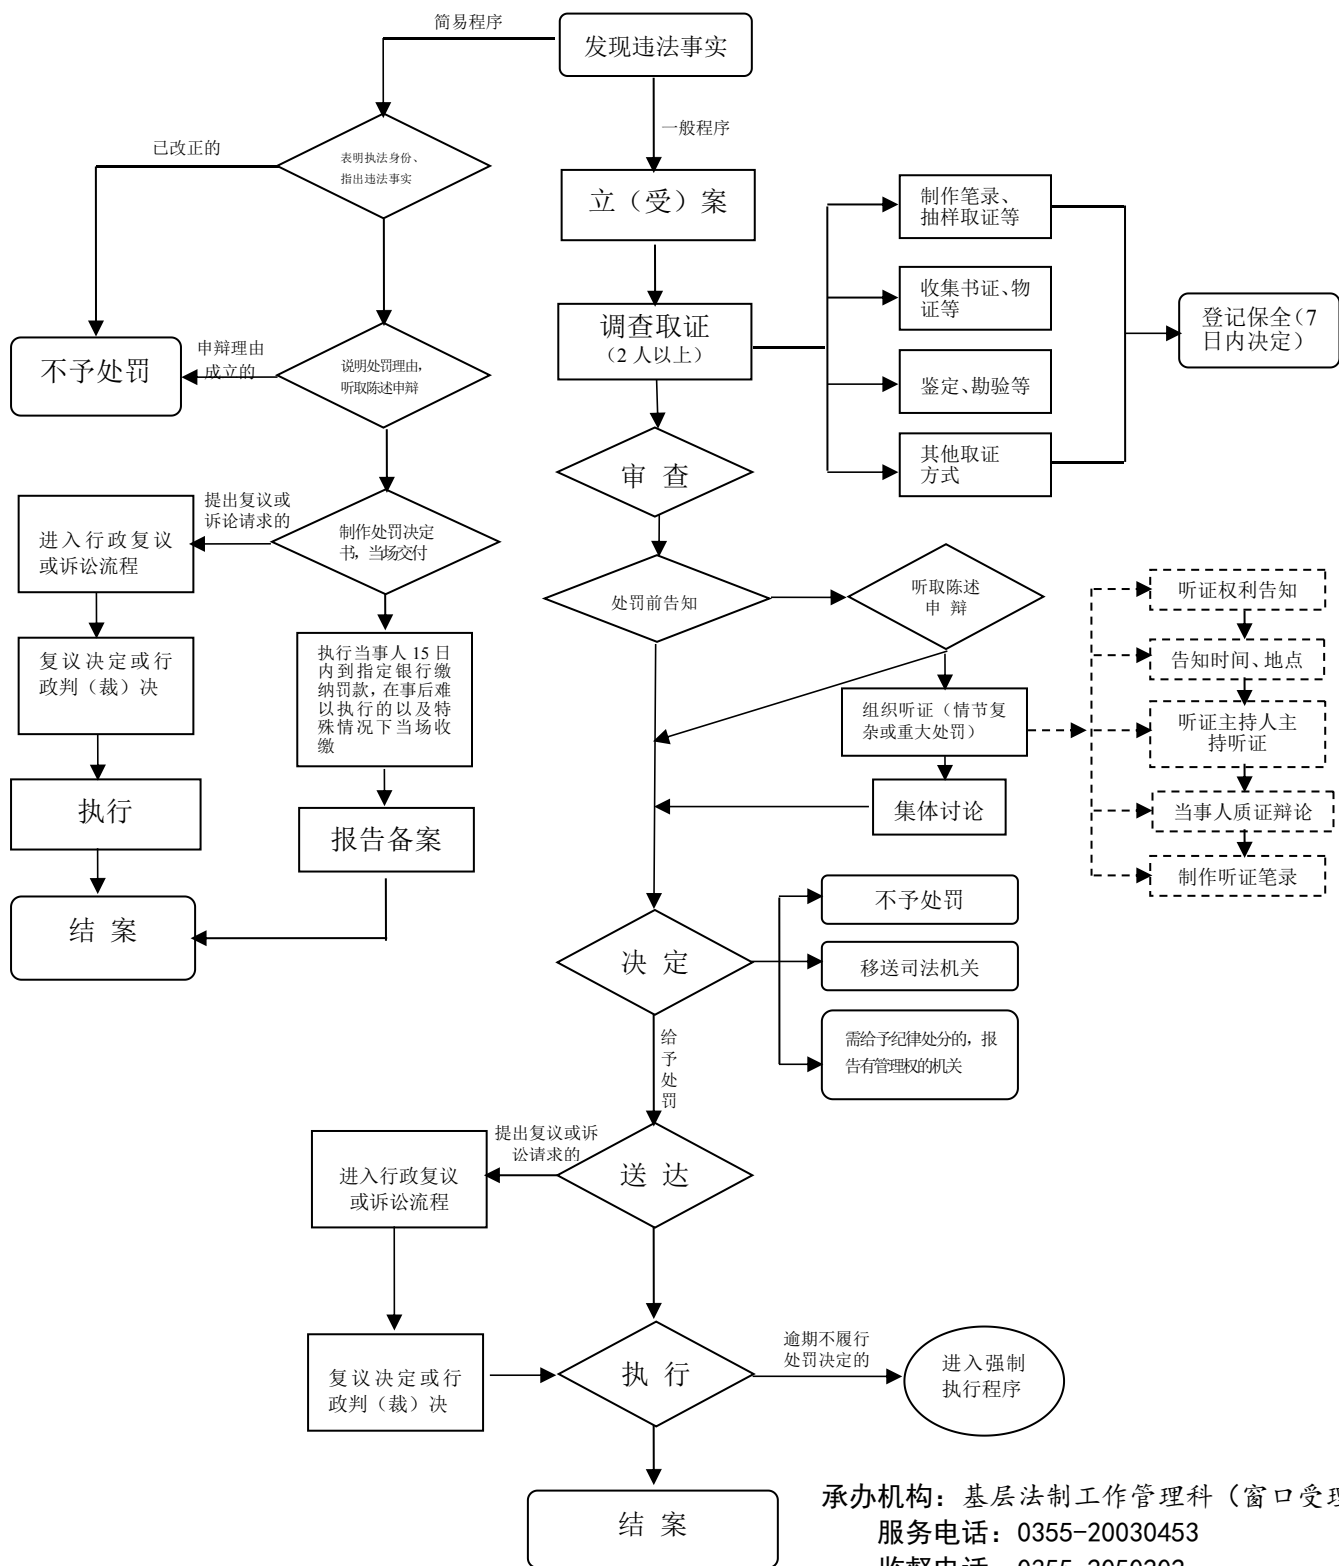 简易程序
发现违法事实
一般程序
已改正的
表明执法身份、
指出违法事实
立（受）案
制作笔录、
抽样取证等
收集书证、物
证等
调查取证
（2 人以上）
登记保全（7
日内决定）
不予处罚
申辩理由
成立的
说明处罚理由，
听取陈述申辩
鉴定、勘验等
其他取证
方式
审 查
提出复议或
诉论请求的
进入行政复议
或诉讼流程
制作处罚决定
书，当场交付
处罚前告知
听取陈述
申 辩
听证权利告知
告知时间、地点
复议决定或行
政判（裁）决
执行当事人 15 日
内到指定银行缴
纳罚款，在事后难
以执行的以及特
殊情况下当场收
缴
组织听证（情节复
杂或重大处罚）
听证主持人主
持听证
执行
报告备案
集体讨论
当事人质证辩论
制作听证笔录
结 案
不予处罚
决 定
移送司法机关
需给予纪律处分的，报
告有管理权的机关
给
予
处
罚
提出复议或诉
讼请求的
进入行政复议
或诉讼流程
送 达
复议决定或行
政判（裁）决
执 行
逾期不履行
处罚决定的
进入强制
执行程序
结 案
承办机构：基层法制工作管理科（窗口受理
服务电话：0355-20030453